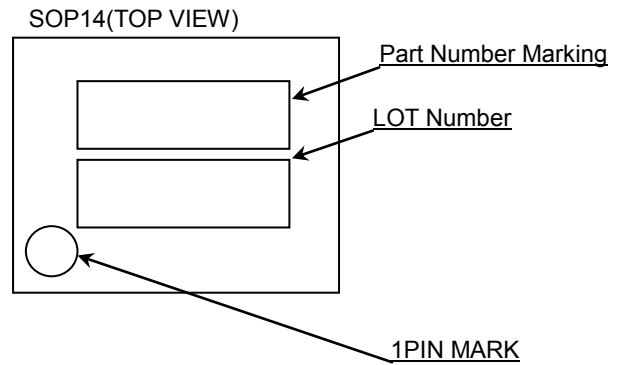 SOP14(TOP VIEW)
Part Number Marking
LOT Number
1PIN MARK